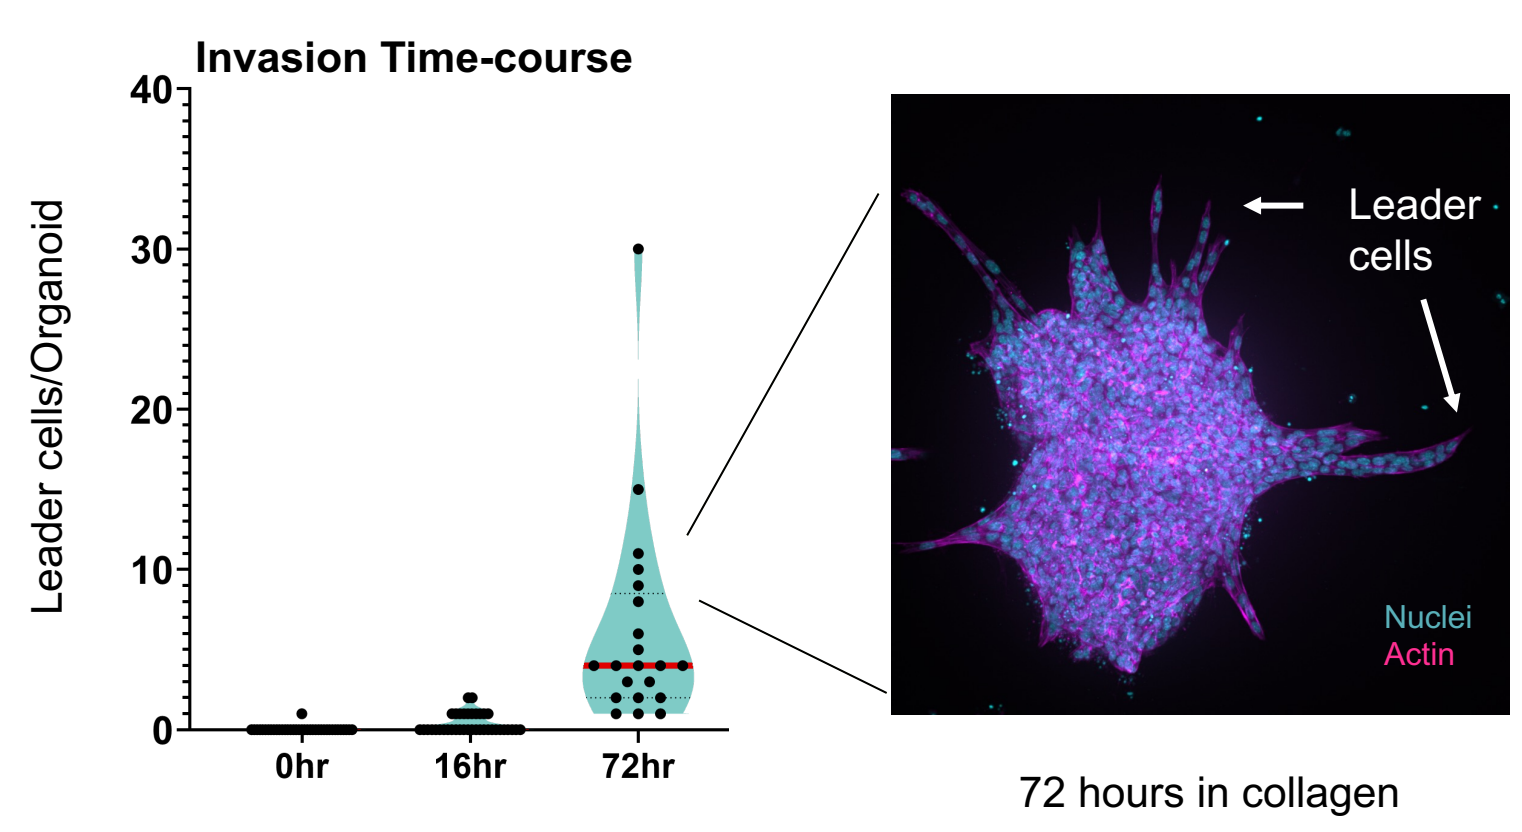 Invasion Time-course
Leader cells/Organoid
40
30
20
10
0
0hr
16hr
72hr
Leader
cells
Nuclei
Actin
72 hours in collagen